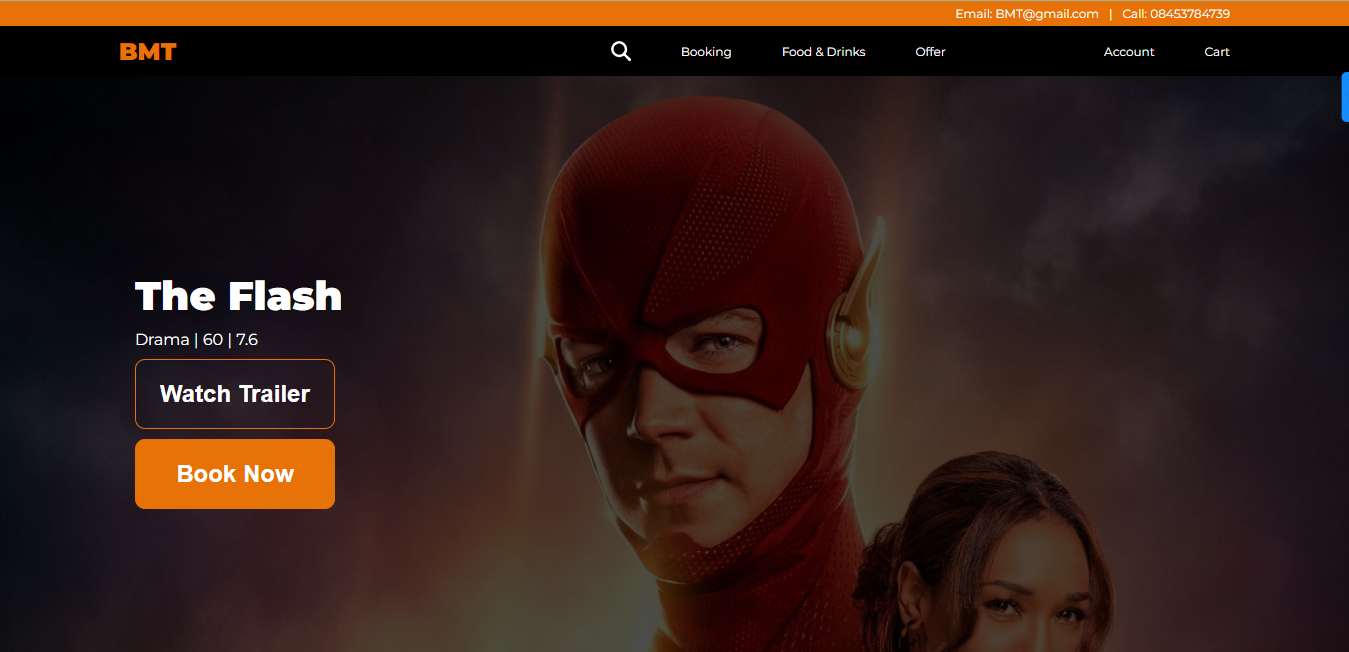 Email: BMT@gmail.com | Call: 08453784739
BMT Booking Food & Drinks Offer Account Cart
The Flash
Drama | 60 | 7.6
Watch Trailer
Book Now